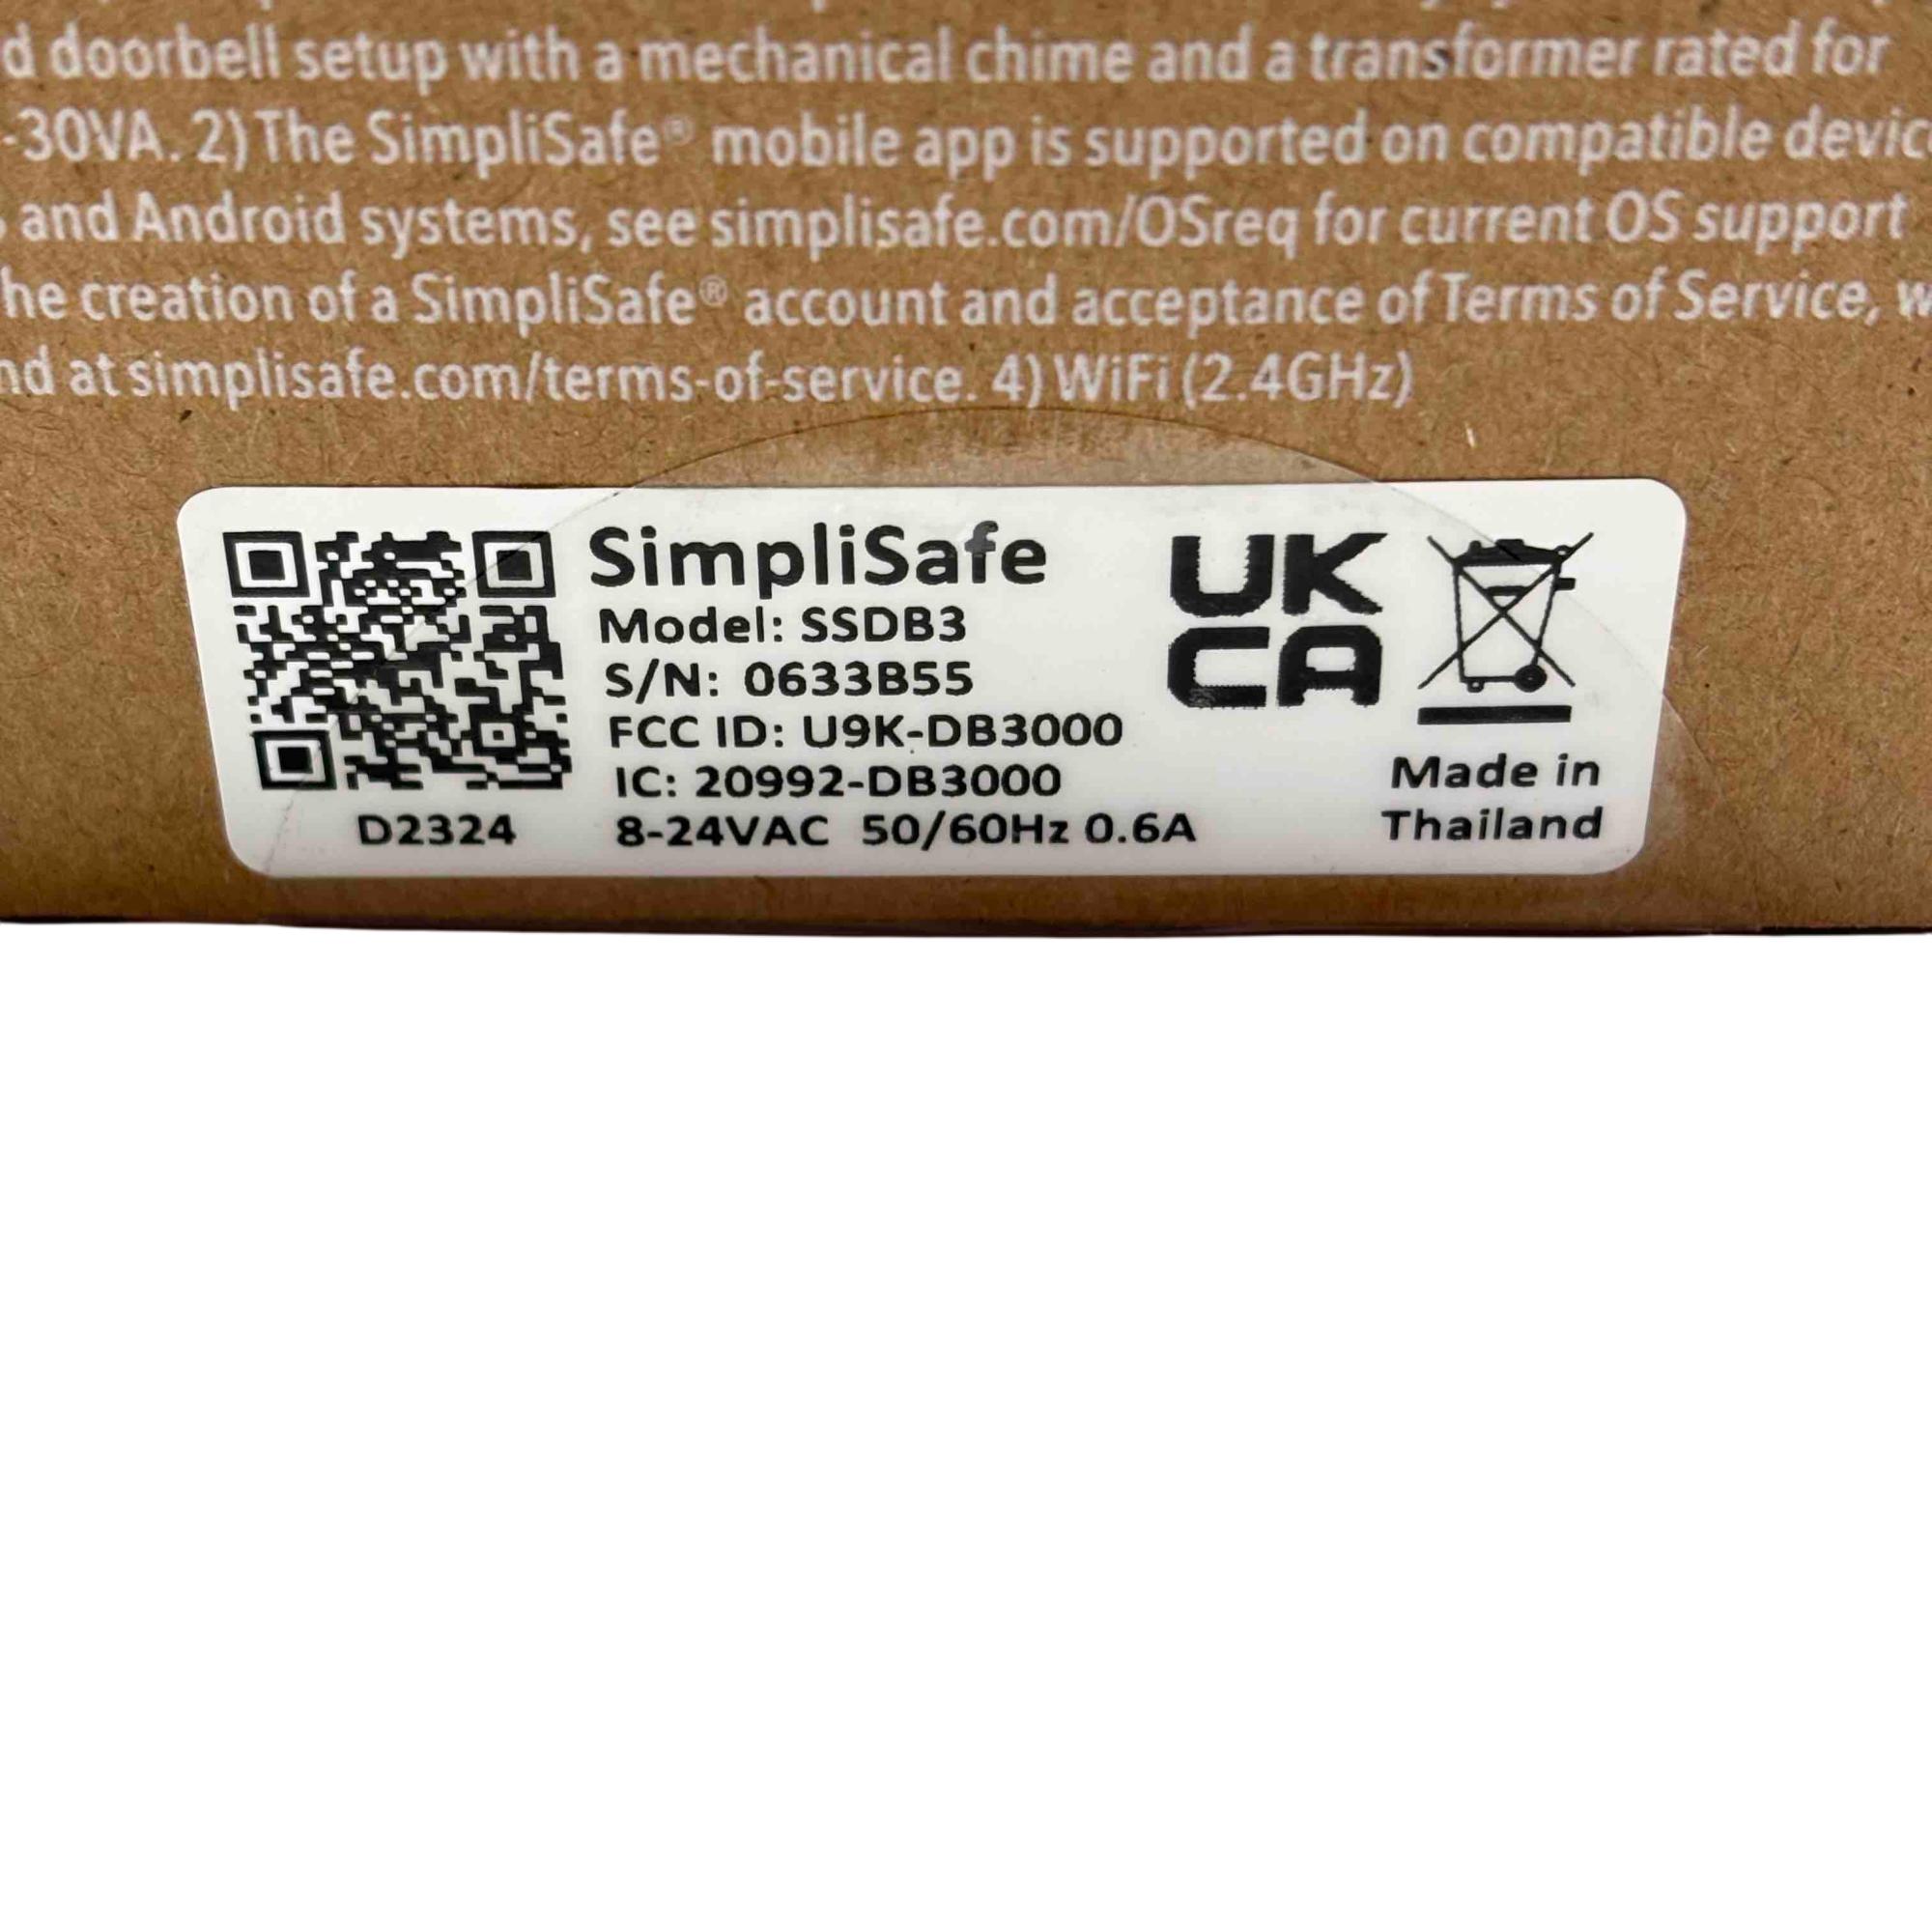 d doorbell setup with a mechanical chime and a transformer rated for
-30VA. 2) The SimpliSafe® mobile app is supported on compatible devic
and Android systems, see simplisafe.com/OSreq for current OS support
he creation of a SimpliSafe® account and acceptance of Terms of Service, w
nd at simplisafe.com/terms-of-service. 4) WiFi (2.4GHz)
SimpliSafe
Model: SSDB3
S/N: 0633B55
FCC ID: U9K-DB3000
IC: 20992-DB3000
D2324
8-24VAC 50/60Hz 0.6A
UK
CA
Made in
Thailand